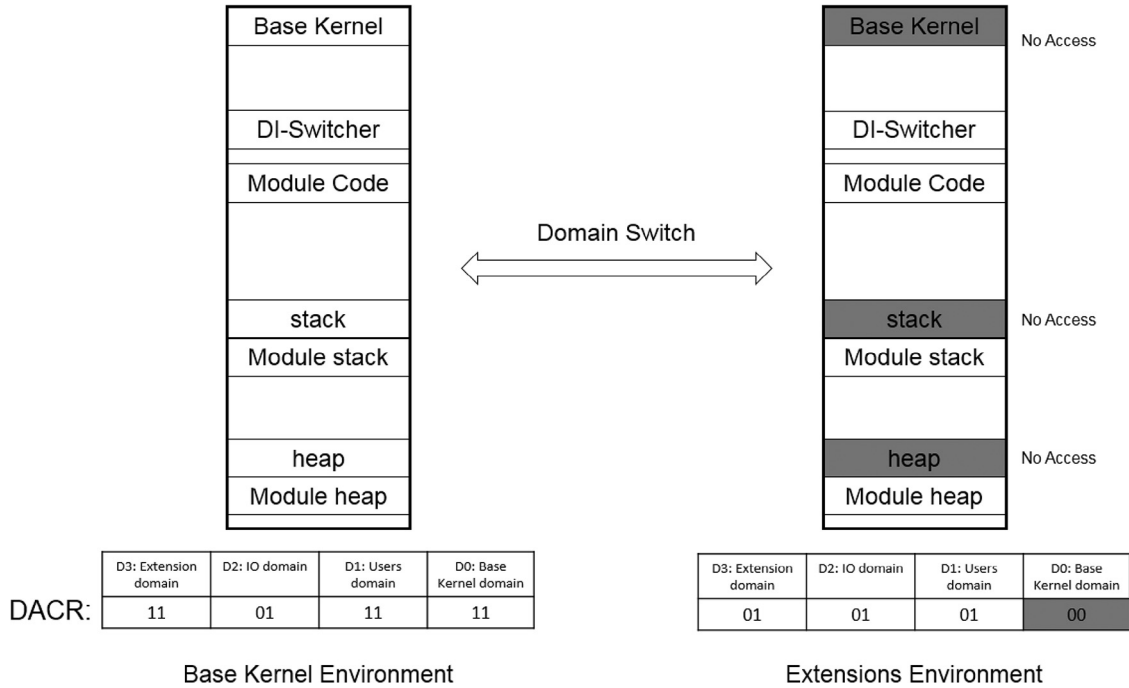 Base Kernel
DI-Switcher
Module Code
stack
Module stack
heap
Module heap
Domain Switch
Base Kernel
No Access
DI-Switcher
Module Code
stack
No Access
Module stack
heap
No Access
Module heap
DACR:
D3: Extension domain
D2: IO domain
D1: Users domain
D0: Base Kernel domain
11
01
11
11
Base Kernel Environment
D3: Extension domain
D2: IO domain
D1: Users domain
D0: Base Kernel domain
01
01
01
00
Extensions Environment